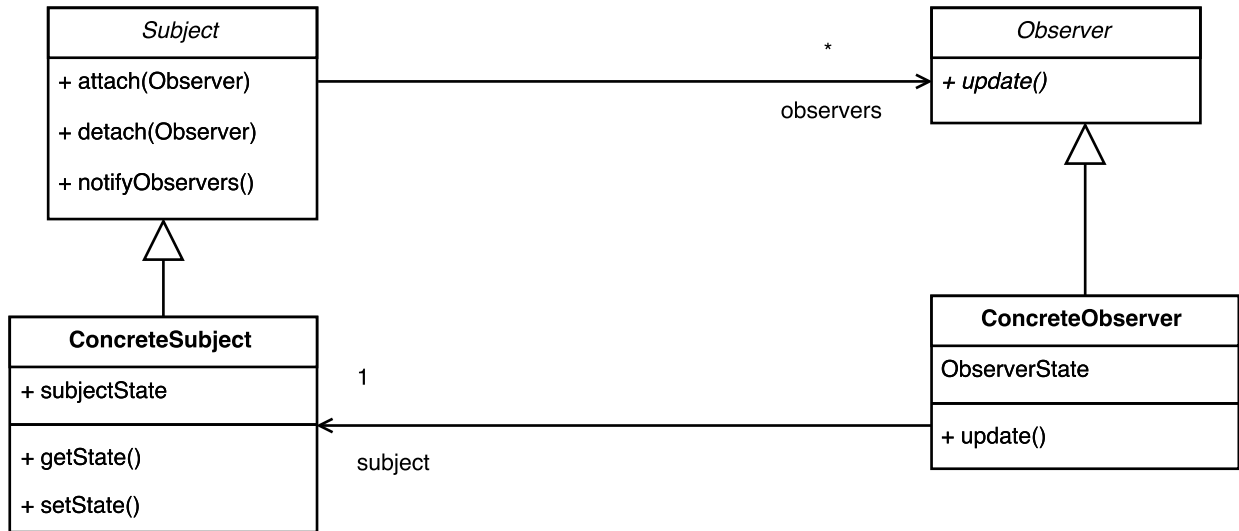 Subject
+ attach(Observer)
+ detach(Observer)
+ notifyObservers()
*
observers
Observer
+ update()
ConcreteSubject
+ subjectState
+ getState()
+ setState()
1
subject
ConcreteObserver
ObserverState
+ update()